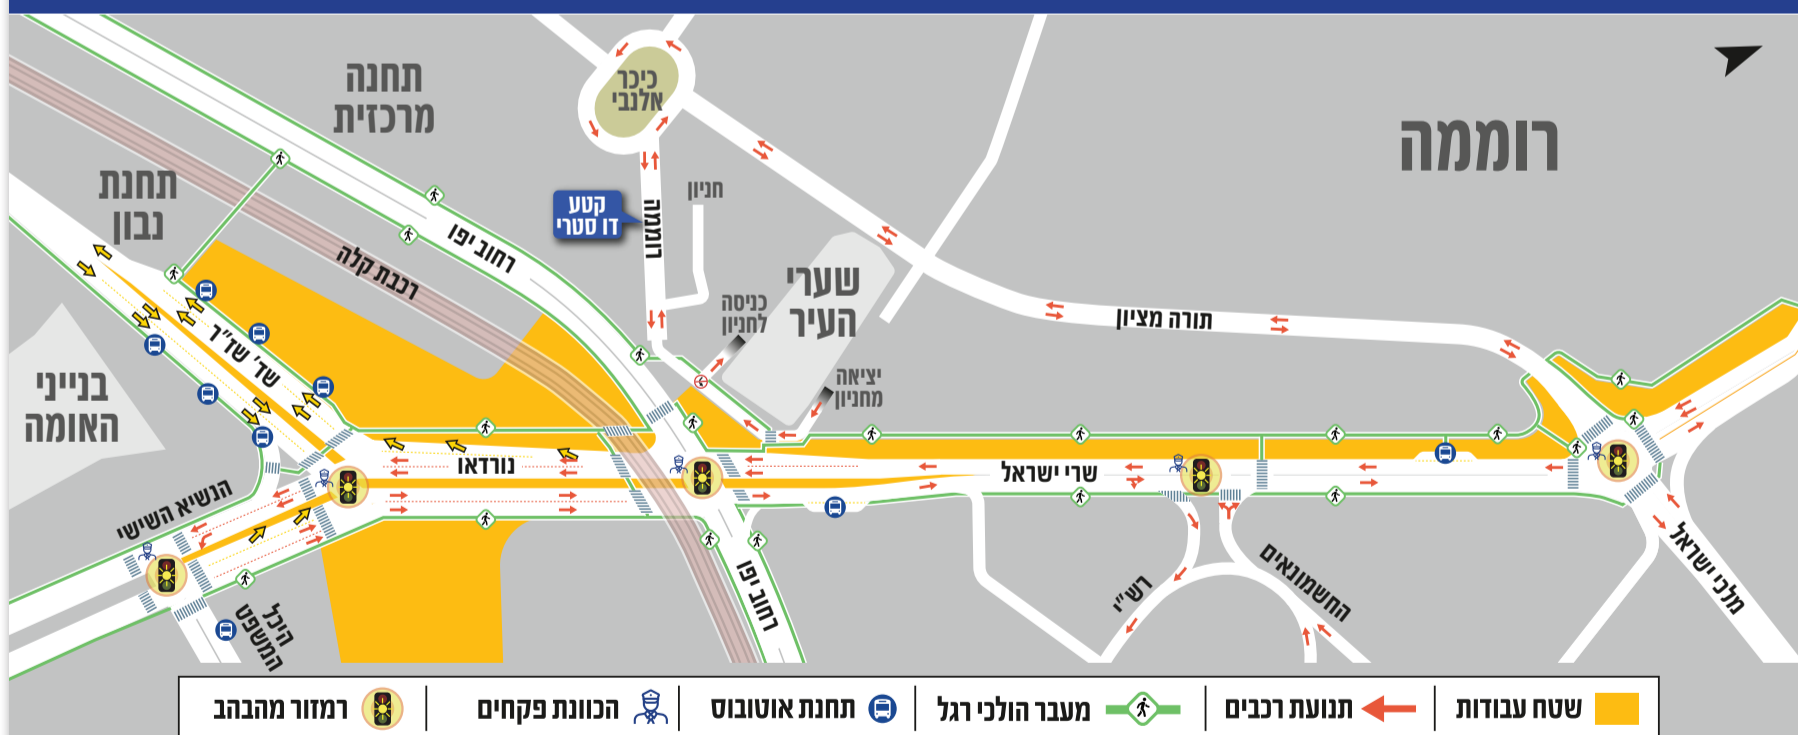 תחנה
מרכזית
כיכר
אלנבי
רוממה
תחנת
נבון
חניון
קטע
דו סטרי
רוממה
רחוב יפו
רכבת קלה
שערי
העיר
כניסה
לחניון
יציאה
מחניון
תורה מציון
שד' שז"ר
בנייני
האומה
נורדאו
שרי ישראל
הנשיא השישי
היכל
המשפט
רחוב יפו
רש"י
החשמונאים
מלכי ישראל
שטח עבודות
תנועת רכבים
מעבר הולכי רגל
תחנת אוטובוס
הכוונת פקחים
רמזור מהבהב